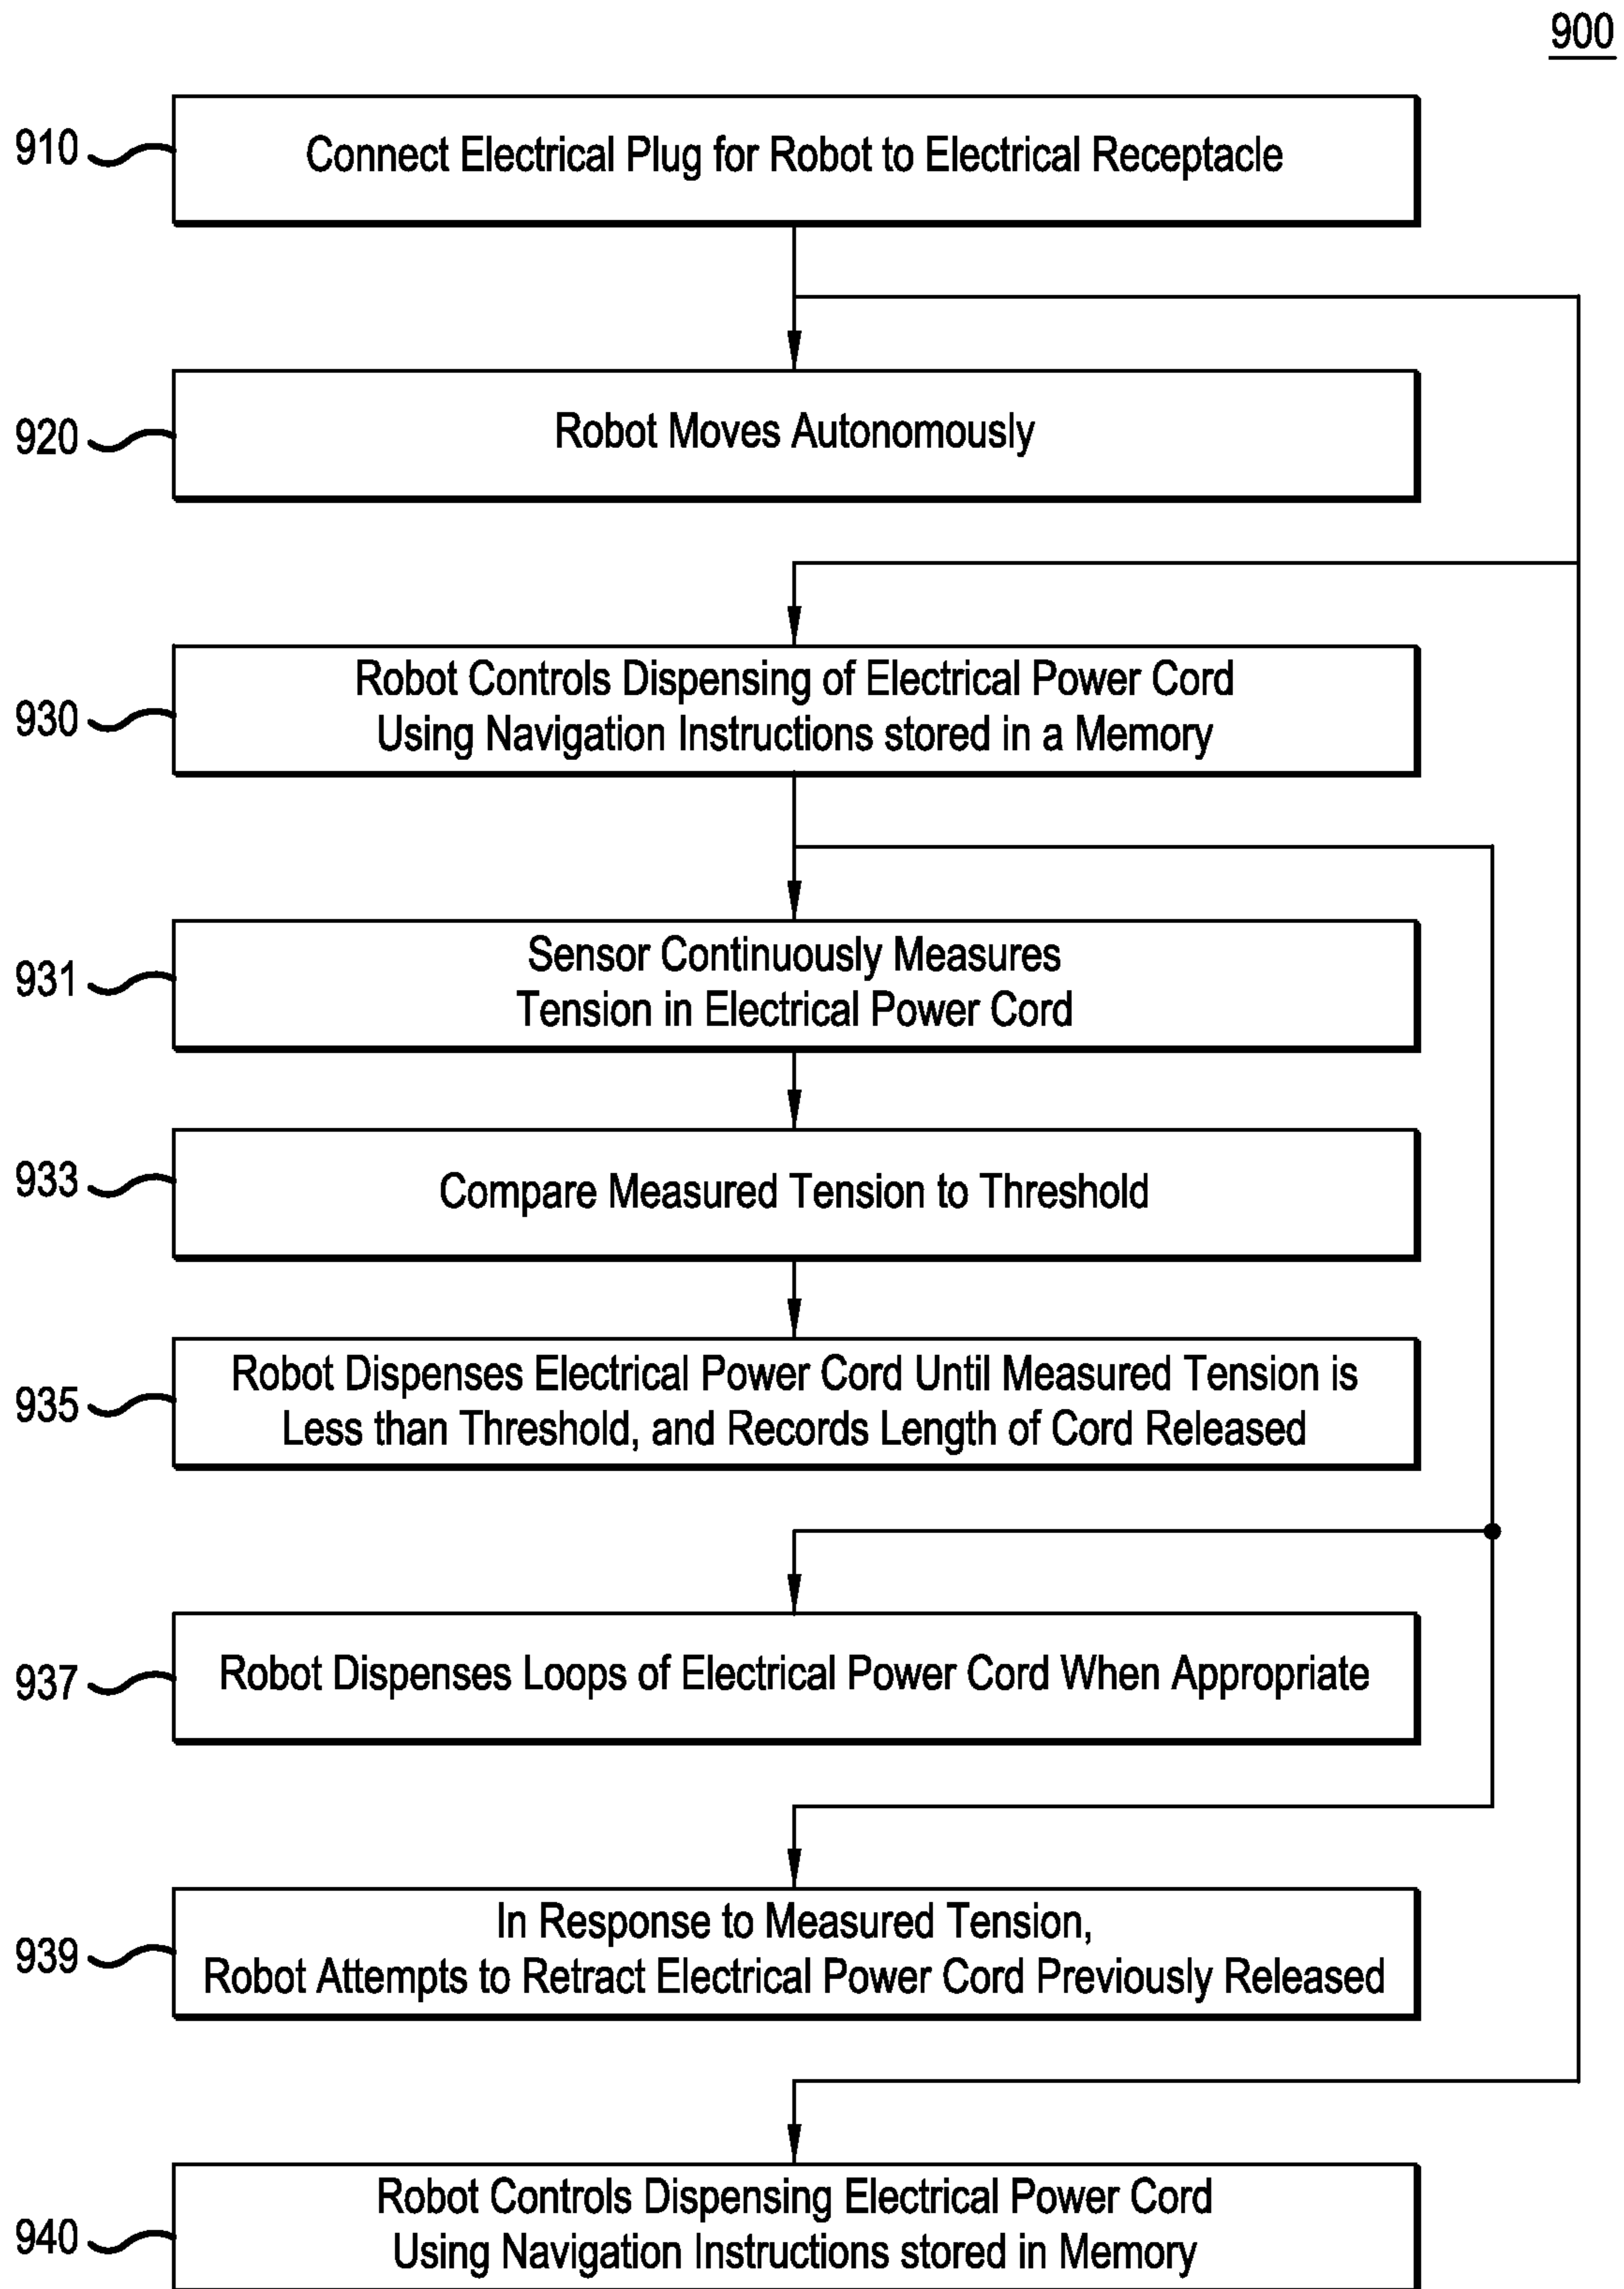 900
910
Connect Electrical Plug for Robot to Electrical Receptacle
920
Robot Moves Autonomously
930
Robot Controls Dispensing of Electrical Power Cord
Using Navigation Instructions stored in a Memory
931
Sensor Continuously Measures
Tension in Electrical Power Cord
933
Compare Measured Tension to Threshold
935
Robot Dispenses Electrical Power Cord Until Measured Tension is
Less than Threshold, and Records Length of Cord Released
937
Robot Dispenses Loops of Electrical Power Cord When Appropriate
939
In Response to Measured Tension,
Robot Attempts to Retract Electrical Power Cord Previously Released
940
Robot Controls Dispensing Electrical Power Cord
Using Navigation Instructions stored in Memory